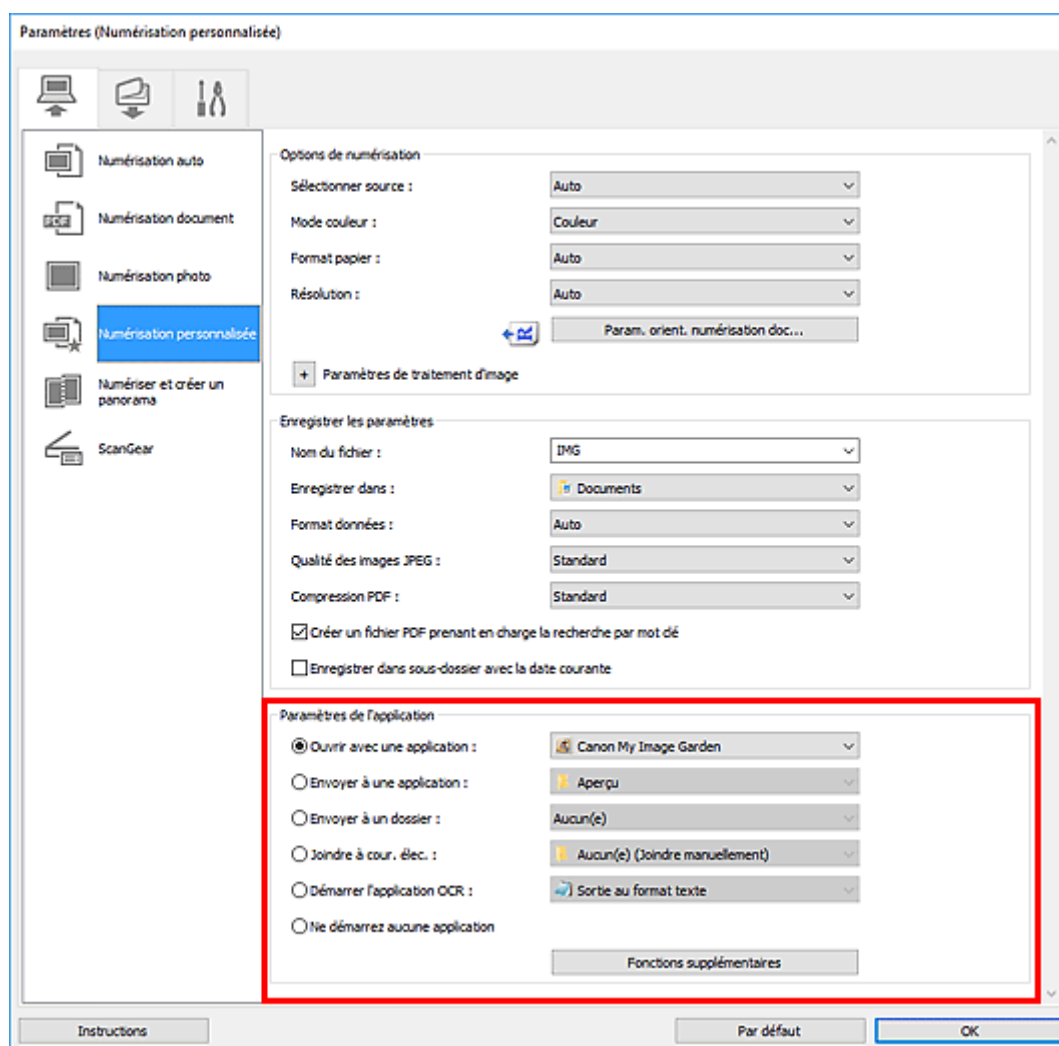 Paramètres (Numérisation personnalisée)
Numérisation auto
Numérisation document
Numérisation photo
Numérisation personnalisée
Numériser et créer un
panorama
ScanGear
Options de numérisation
Sélectionner source : Auto
Mode couleur : Couleur
Format papier : Auto
Résolution : Auto
Param. orient. numérisation doc...
+ Paramètres de traitement d'image
Enregistrer les paramètres
Nom du fichier : IMG
Enregistrer dans : Documents
Format données : Auto
Qualité des images JPEG : Standard
Compression PDF : Standard
Créer un fichier PDF prenant en charge la recherche par mot clé
Enregistrer dans sous-dossier avec la date courante
Paramètres de l'application
Ouvrir avec une application : Canon My Image Garden
Envoyer à une application : Aperçu
Envoyer à un dossier : Aucun(e)
Joindre à cour. élec. : Aucun(e) (Joindre manuellement)
Démarrer l'application OCR : Sortie au format texte
Ne démarrez aucune application
Fonctions supplémentaires
Instructions
Par défaut
OK